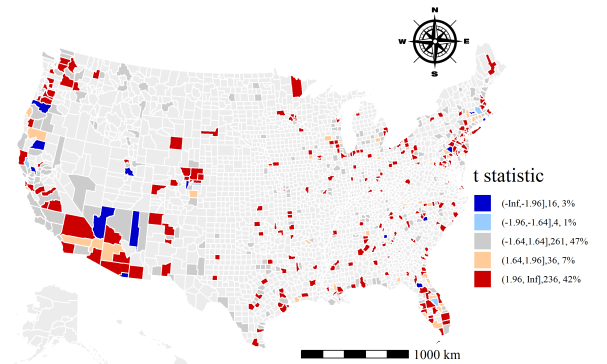 N
W E
S
t statistic
(-Inf,-1.96],16, 3%
(-1.96,-1.64],4, 1%
(-1.64,1.64],261, 47%
(1.64,1.96],36, 7%
(1.96, Inf],236, 42%
1000 km